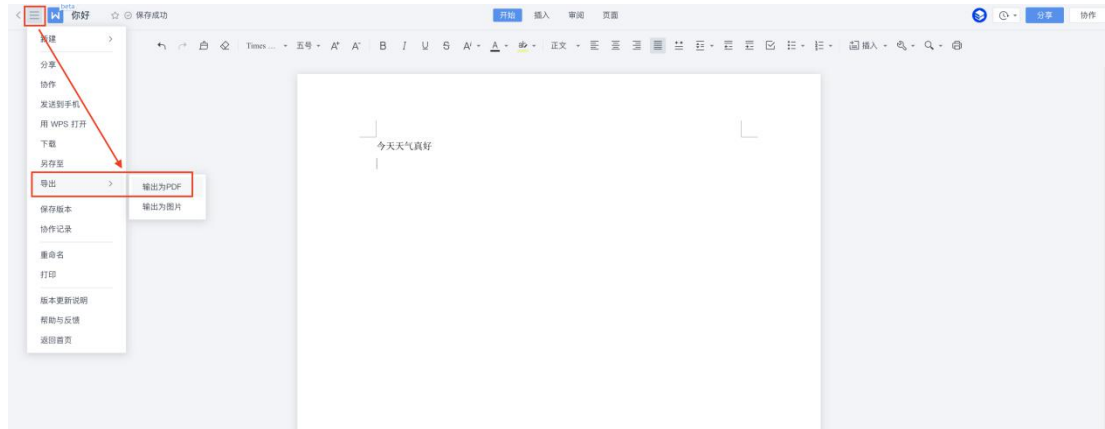 beta
你好 保存成功 开始 插入 审阅 页面 分享 协作
Times ... 五号 A⁺ A⁻ B I U S A A ab 正文 插入
新建
分享
协作
发送到手机
用 WPS 打开
下载
另存至
导出
输出为PDF
输出为图片
保存版本
协作记录
重命名
打印
版本更新说明
帮助与反馈
返回首页
今天天气真好